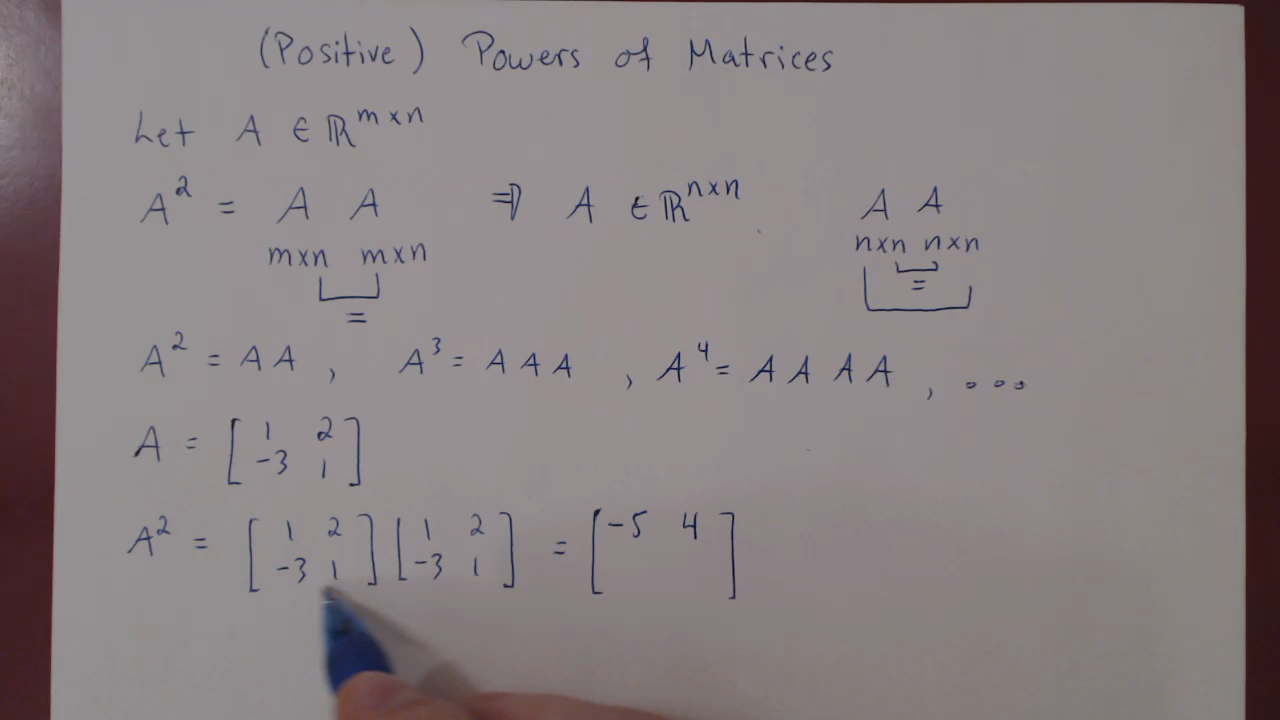 (Positive) Powers of Matrices
Let A ∈ ℝ^{m×n}
A² = A A ⇒ A ∈ ℝ^{n×n} A A
m×n m×n n×n n×n
= =
A² = A A , A³ = A A A , A⁴ = A A A A , ...
A = [ 1 2
-3 1 ]
A² = [ 1 2 [ 1 2 = [ -5 4 ]
-3 1 ] -3 1 ]